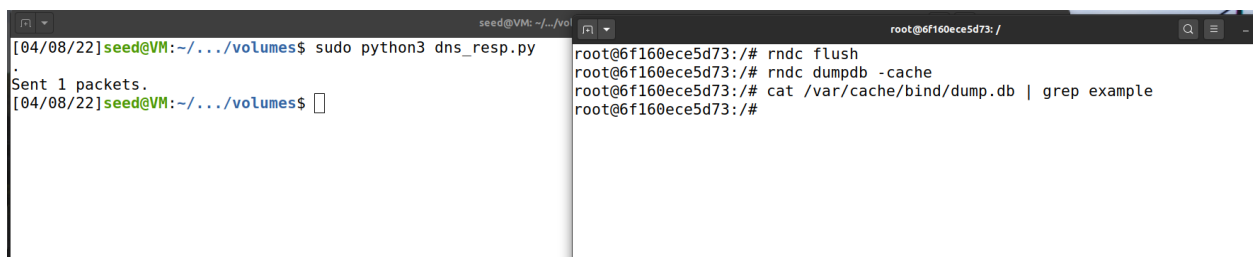 seed@VM: ~/.../vol
[04/08/22]seed@VM:~/.../volumes$ sudo python3 dns_resp.py
.
Sent 1 packets.
[04/08/22]seed@VM:~/.../volumes$
root@6f160ece5d73: /
root@6f160ece5d73:/# rndc flush
root@6f160ece5d73:/# rndc dumpdb -cache
root@6f160ece5d73:/# cat /var/cache/bind/dump.db | grep example
root@6f160ece5d73:/#